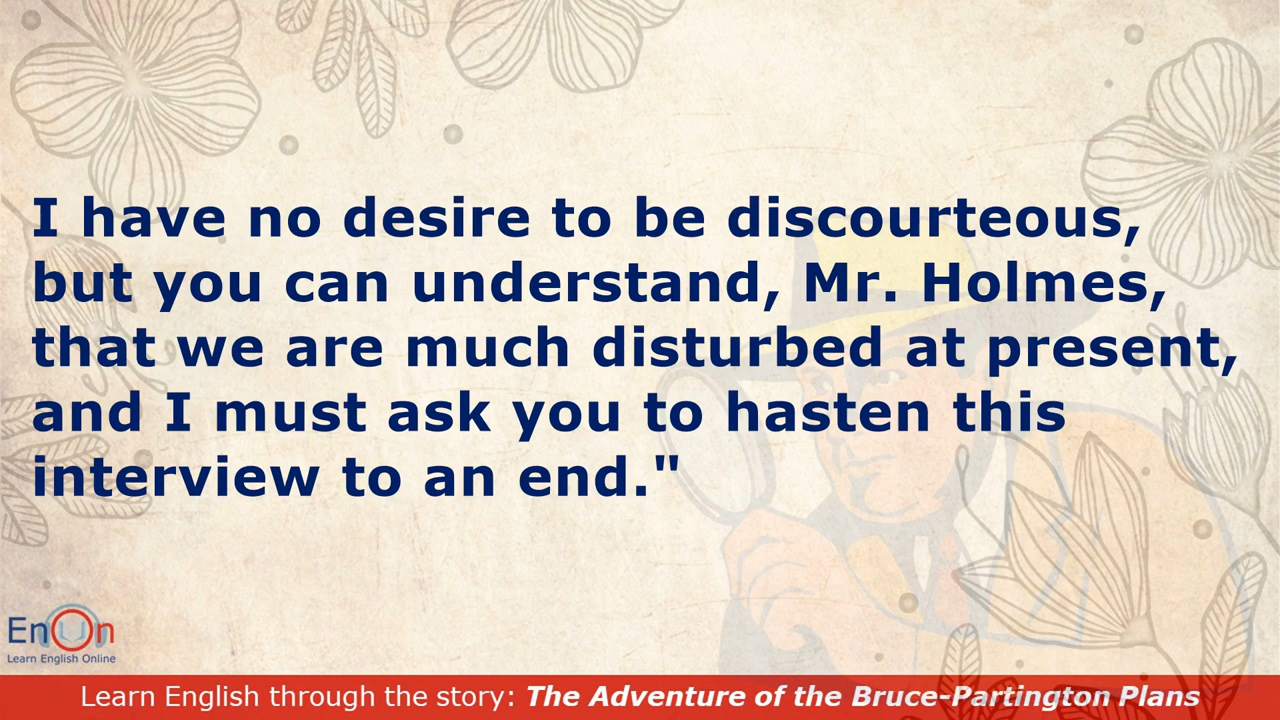 I have no desire to be discourteous,
but you can understand, Mr. Holmes,
that we are much disturbed at present,
and I must ask you to hasten this
interview to an end."
EnOn
Learn English Online
Learn English through the story: The Adventure of the Bruce-Partington Plans